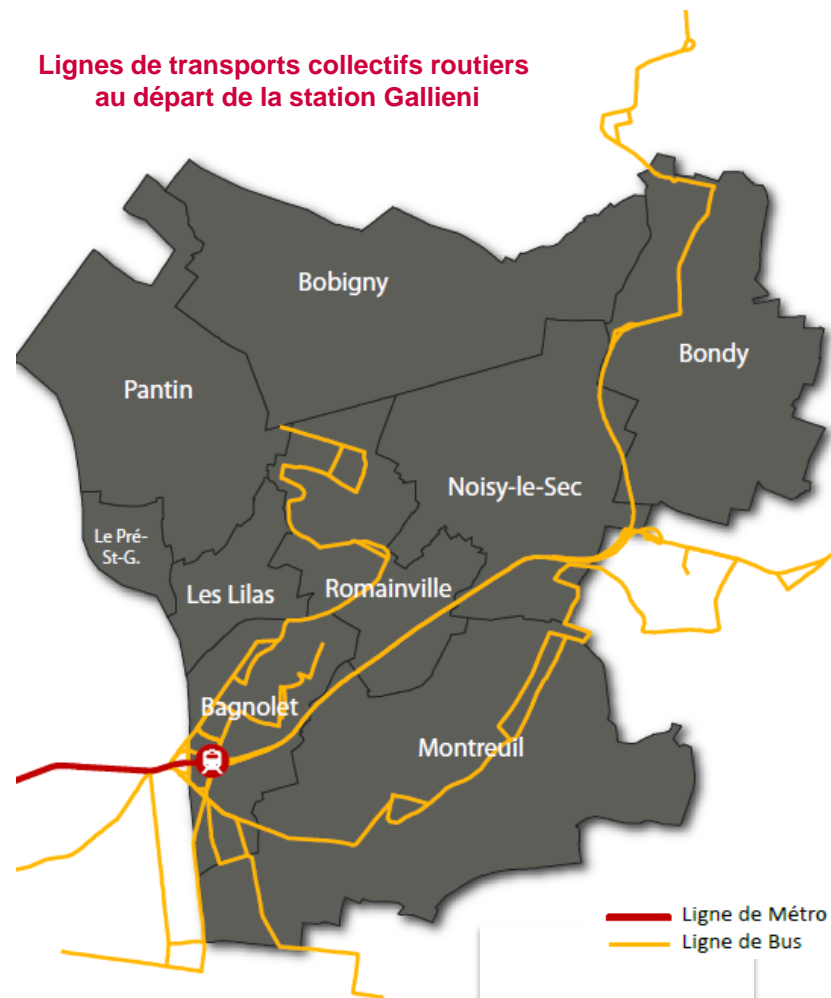 Lignes de transports collectifs routiers
au départ de la station Gallieni
Bobigny
Bondy
Pantin
Noisy-le-Sec
Le Pré-
St-G.
Les Lilas
Romainville
Bagnolet
Montreuil
Ligne de Métro
Ligne de Bus